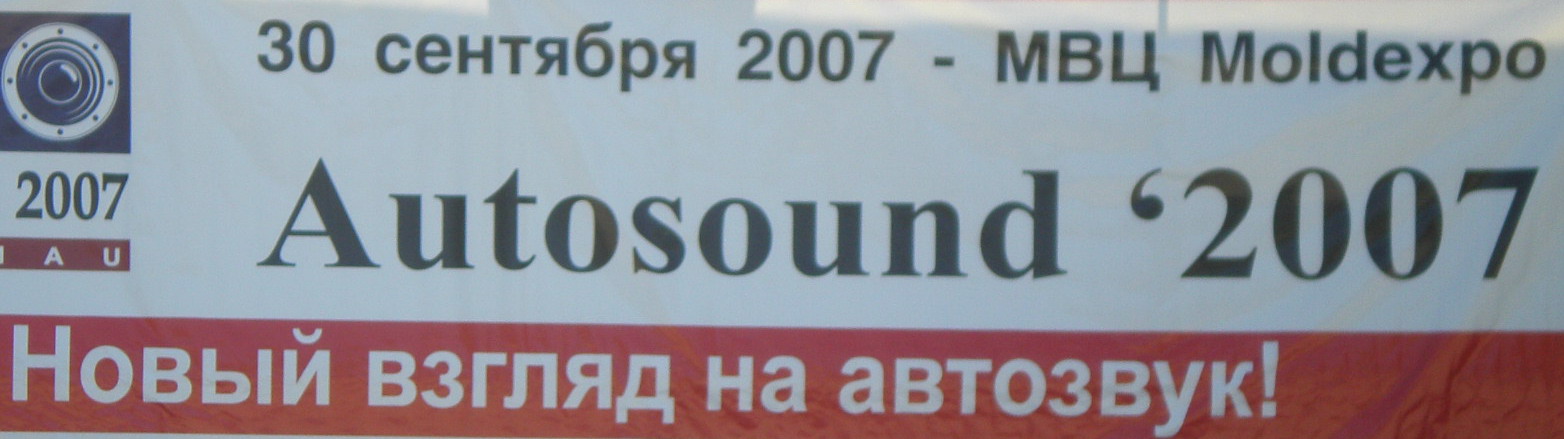 30 сентября 2007 - МВЦ Moldexpo
2007
Autosound ‘2007
Новый взгляд на автозвук!